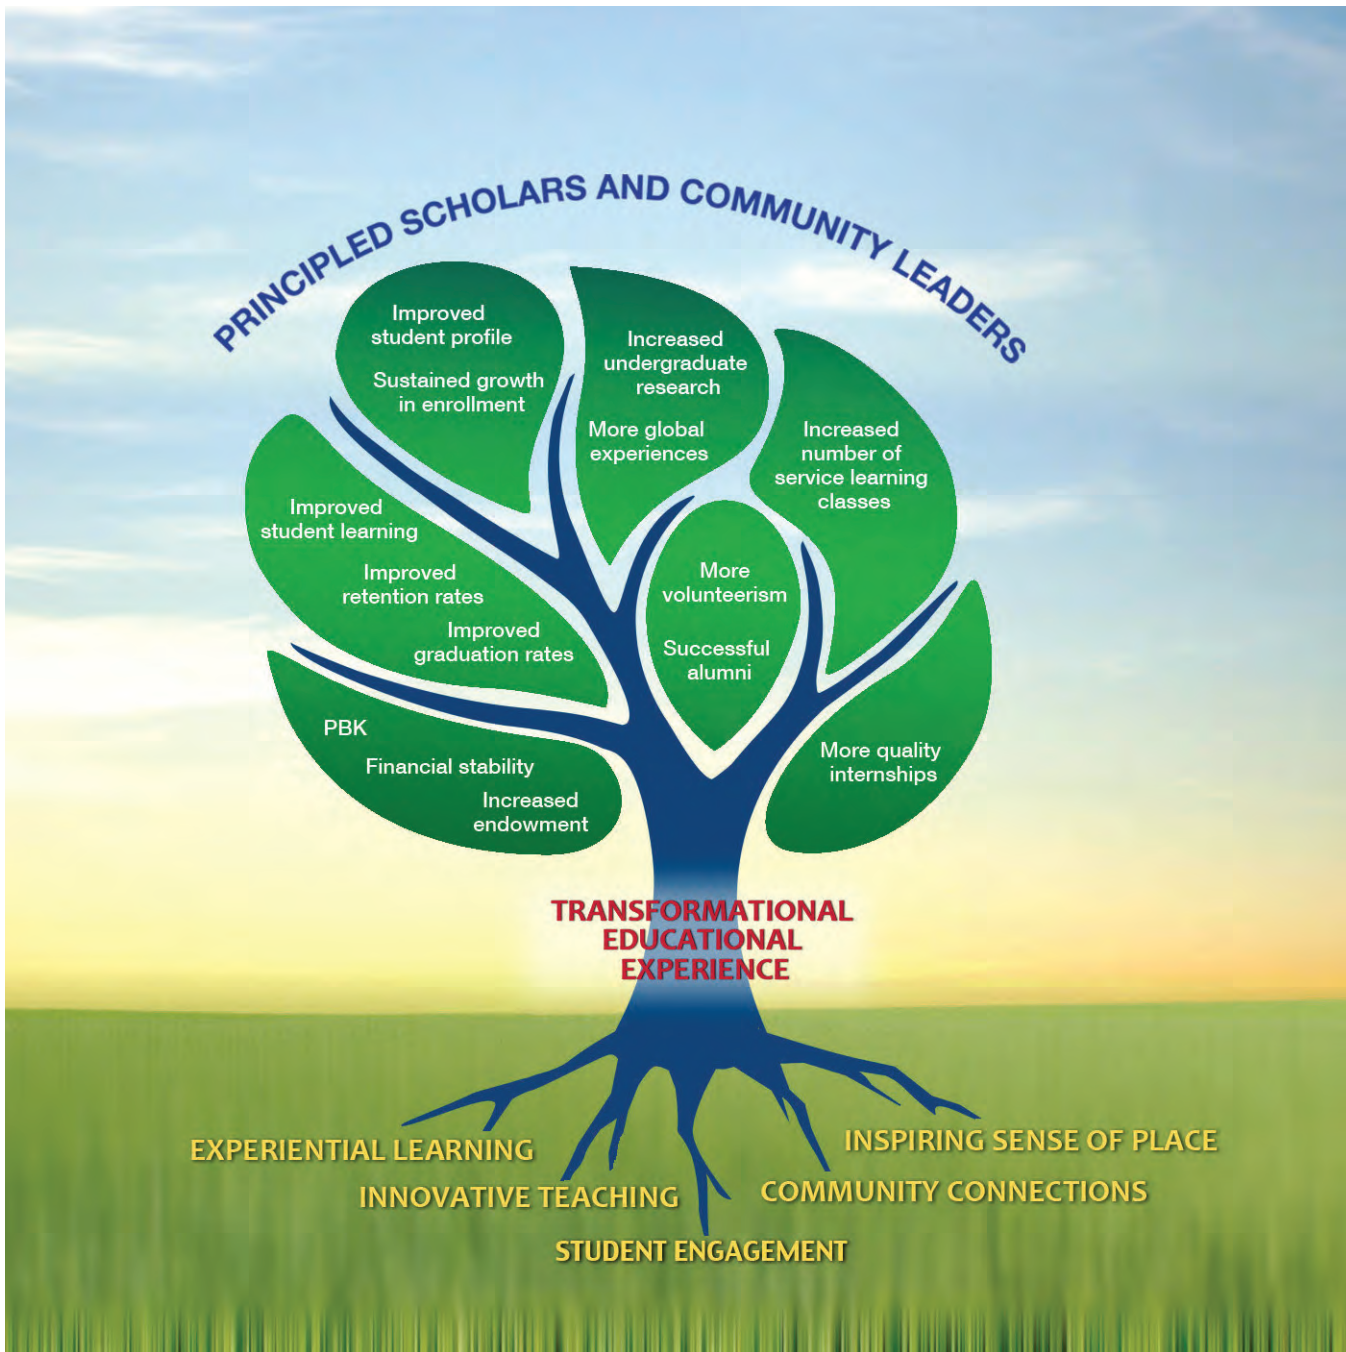 PRINCIPLED SCHOLARS AND COMMUNITY LEADERS
Improved
student profile
Sustained growth
in enrollment
Increased
undergraduate
research
More global
experiences
Increased
number of
service learning
classes
Improved
student learning
Improved
retention rates
Improved
graduation rates
More
volunteerism
Successful
alumni
PBK
Financial stability
Increased
endowment
More quality
internships
TRANSFORMATIONAL
EDUCATIONAL
EXPERIENCE
EXPERIENTIAL LEARNING
INNOVATIVE TEACHING
STUDENT ENGAGEMENT
COMMUNITY CONNECTIONS
INSPIRING SENSE OF PLACE